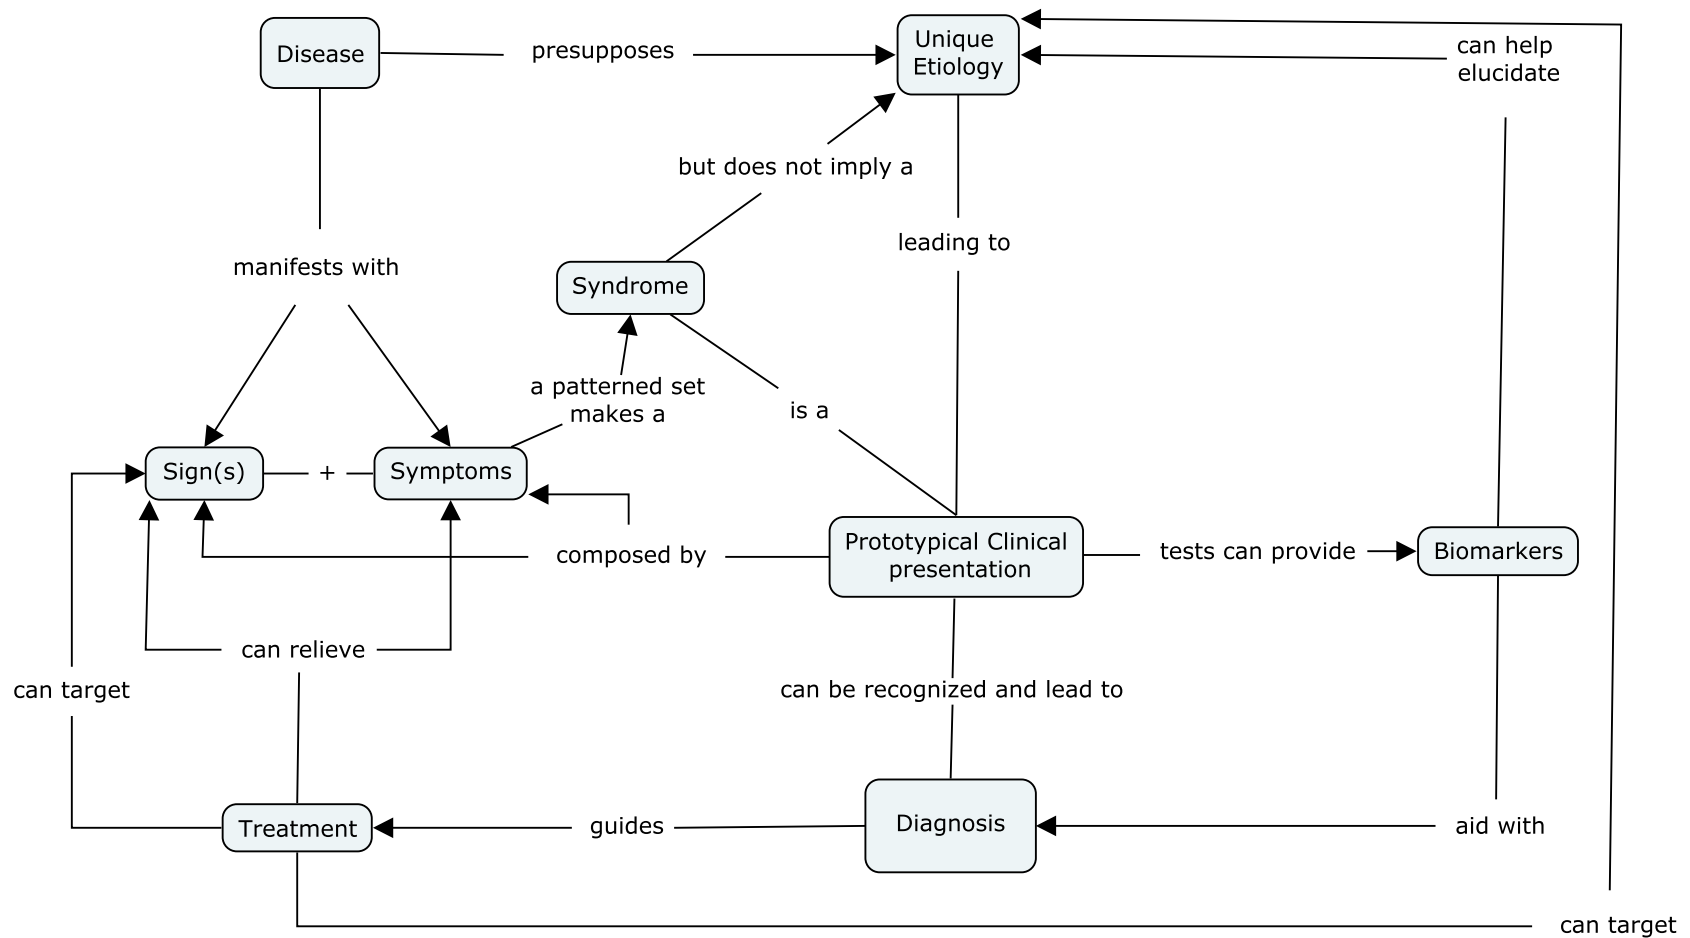 Disease
presupposes
Unique
Etiology
can help
elucidate
but does not imply a
leading to
manifests with
Syndrome
a patterned set
makes a
is a
Sign(s)
+
Symptoms
composed by
Prototypical Clinical
presentation
tests can provide
Biomarkers
can relieve
can target
can be recognized and lead to
Treatment
guides
Diagnosis
aid with
can target